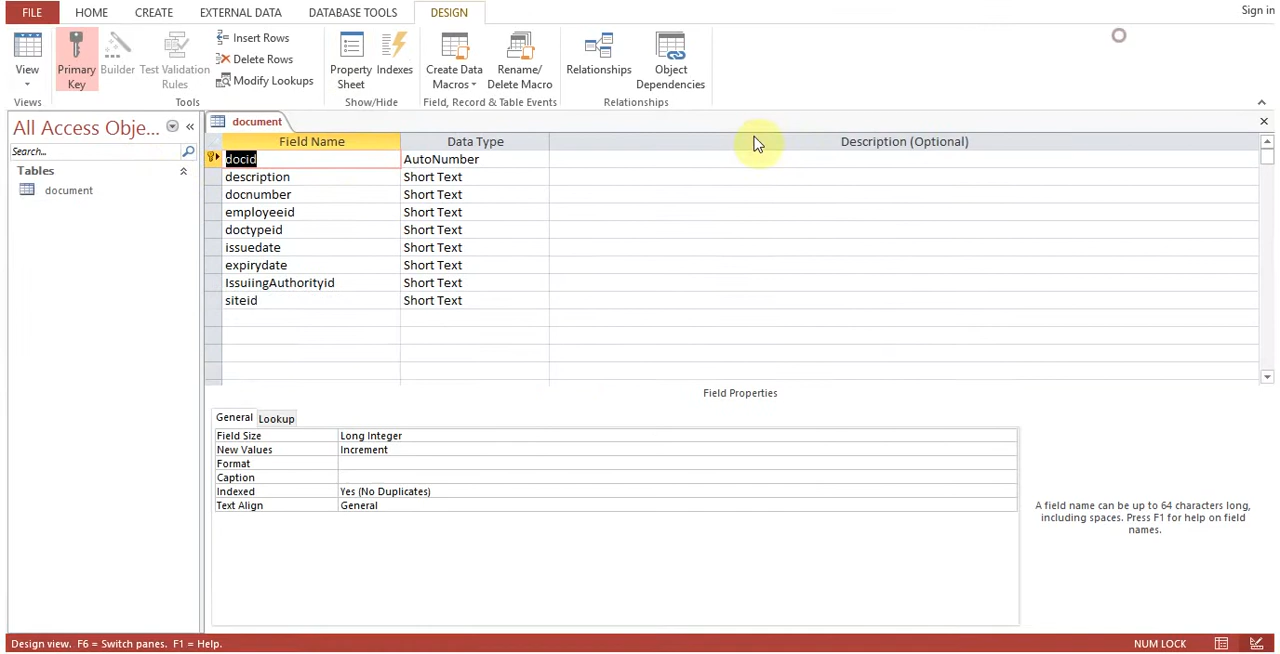 FILE HOME CREATE EXTERNAL DATA DATABASE TOOLS DESIGN Sign in
View
Primary Key
Builder
Test Validation Rules
Insert Rows
Delete Rows
Modify Lookups
Property Sheet
Indexes
Create Data Macros
Rename/ Delete Macro
Relationships
Object Dependencies
Views Tools Show/Hide Field, Record & Table Events Relationships
All Access Obje... «
Search...
Tables
document
document
Field Name Data Type Description (Optional)
docid AutoNumber
description Short Text
docnumber Short Text
employeeid Short Text
doctypeid Short Text
issuedate Short Text
expirydate Short Text
IssuiingAuthorityid Short Text
siteid Short Text
Field Properties
General Lookup
Field Size Long Integer
New Values Increment
Format
Caption
Indexed Yes (No Duplicates)
Text Align General
A field name can be up to 64 characters long,
including spaces. Press F1 for help on field
names.
Design view. F6 = Switch panes. F1 = Help. NUM LOCK